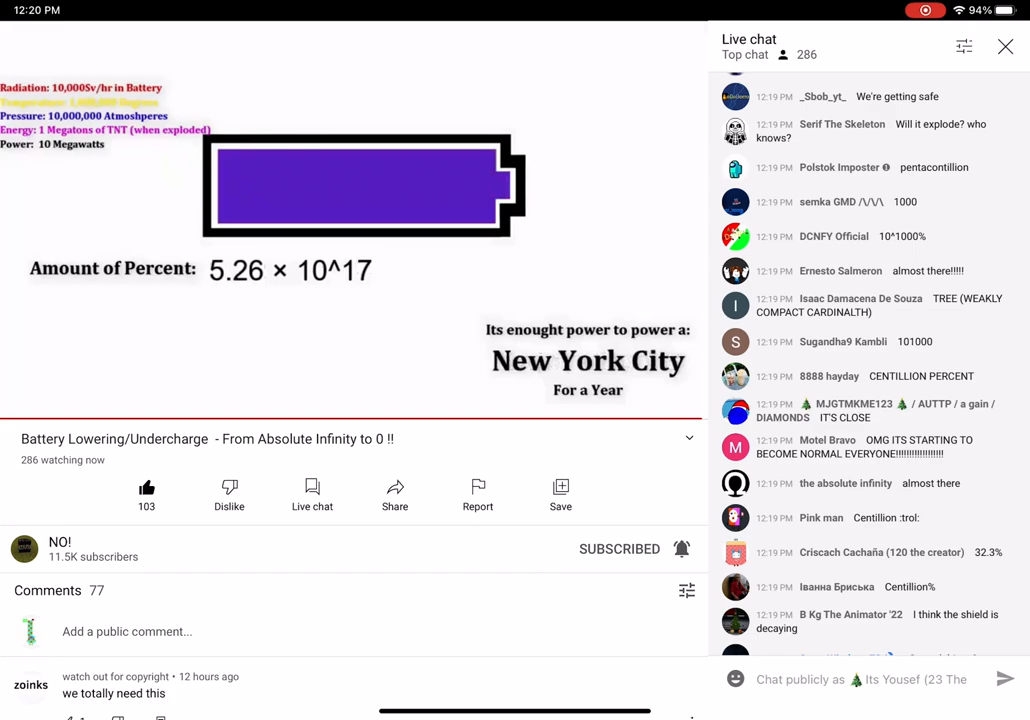 12:20 PM
94%
Radiation: 10,000Sv/hr in Battery
Temperature: 1,000,000 Degrees
Pressure: 10,000,000 Atmoshperes
Energy: 1 Megatons of TNT (when exploded)
Power: 10 Megawatts
Amount of Percent: 5.26 × 10^17
Its enought power to power a:
New York City
For a Year
Battery Lowering/Undercharge - From Absolute Infinity to 0 !!
286 watching now
103
Dislike
Live chat
Share
Report
Save
NO!
11.5K subscribers
SUBSCRIBED
Comments 77
Add a public comment...
zoinks
watch out for copyright • 12 hours ago
we totally need this
Live chat
Top chat 286
12:19 PM _Sbob_yt_ We're getting safe
12:19 PM Serif The Skeleton Will it explode? who
knows?
12:19 PM Polstok Imposter pentacontillion
12:19 PM semka GMD /\/\/\ 1000
12:19 PM DCNFY Official 10^1000%
12:19 PM Ernesto Salmeron almost there!!!!!
12:19 PM Isaac Damacena De Souza TREE (WEAKLY
COMPACT CARDINALTH)
12:19 PM Sugandha9 Kambli 101000
12:19 PM 8888 hayday CENTILLION PERCENT
12:19 PM 🎄 MJGTMKME123 🎄 / AUTTP / a gain /
DIAMONDS IT'S CLOSE
12:19 PM Motel Bravo OMG ITS STARTING TO
BECOME NORMAL EVERYONE!!!!!!!!!!!!!!!!!!
12:19 PM the absolute infinity almost there
12:19 PM Pink man Centillion :trol:
12:19 PM Criscach Cachaña (120 the creator) 32.3%
12:19 PM Іванна Бриська Centillion%
12:19 PM B Kg The Animator '22 I think the shield is
decaying
Chat publicly as 🎄Its Yousef (23 The